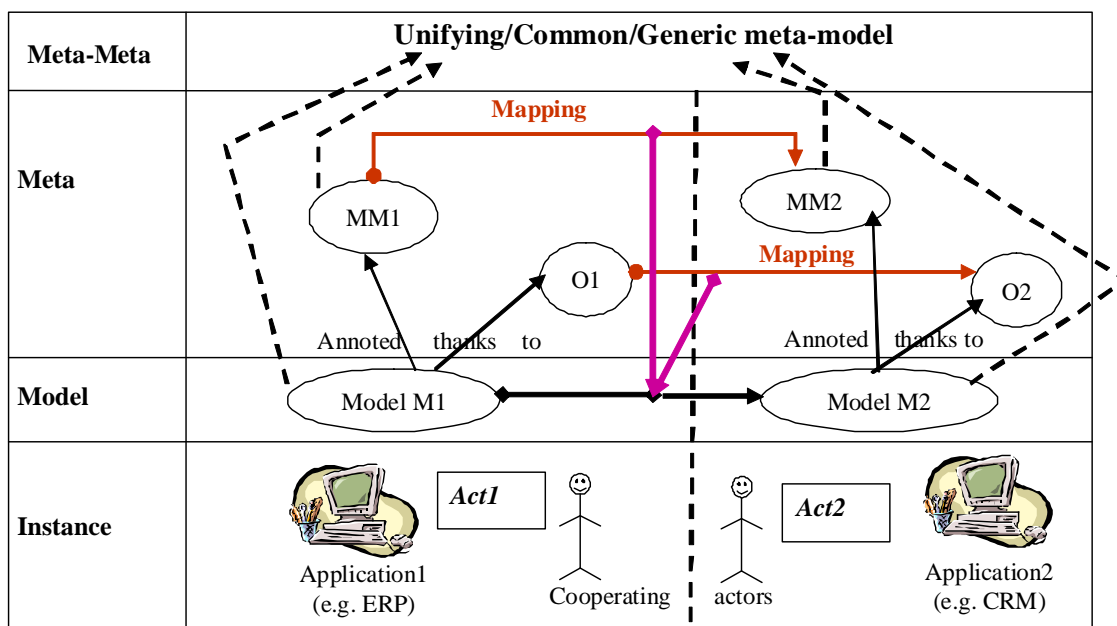 Meta-Meta
Unifying/Common/Generic meta-model
Meta
Mapping
MM1
MM2
Mapping
O1
O2
Annoted thanks to
Annoted thanks to
Model
Model M1
Model M2
Instance
Act1
Act2
Application1
(e.g. ERP)
Cooperating actors
Application2
(e.g. CRM)